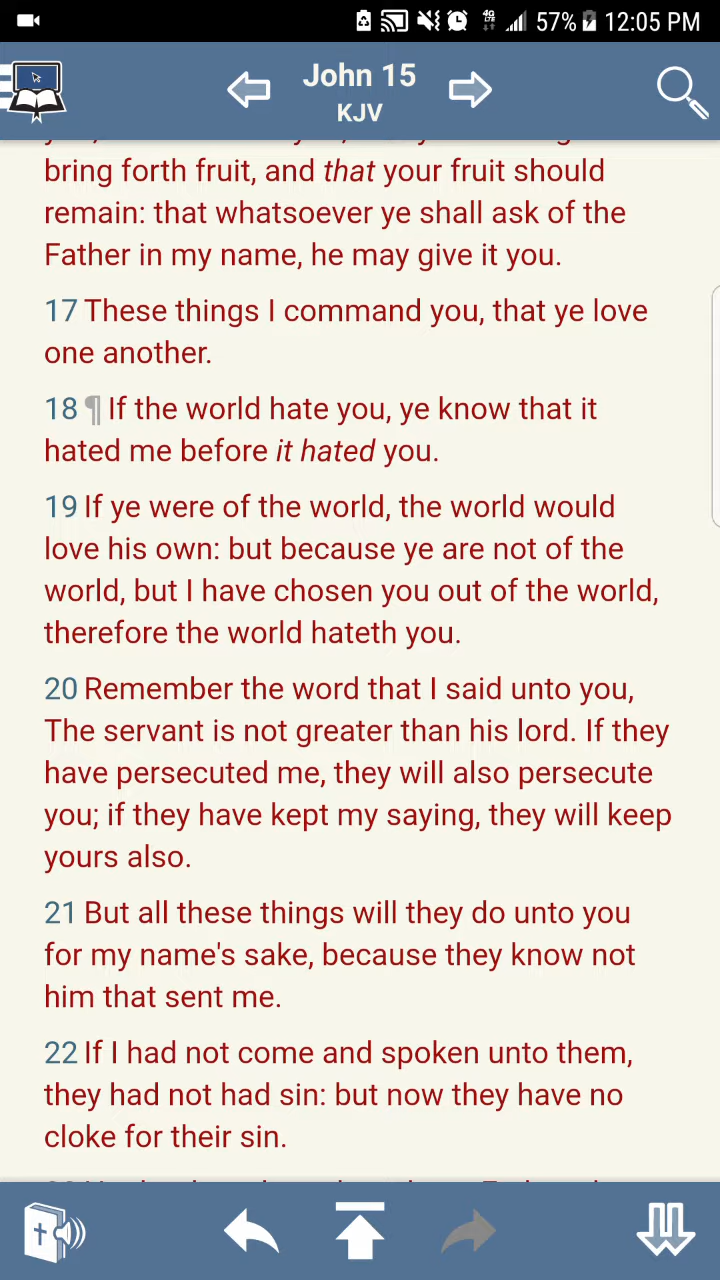 4G
LTE
57%
12:05 PM
John 15
KJV
bring forth fruit, and that your fruit should
remain: that whatsoever ye shall ask of the
Father in my name, he may give it you.
17 These things I command you, that ye love
one another.
18 ¶ If the world hate you, ye know that it
hated me before it hated you.
19 If ye were of the world, the world would
love his own: but because ye are not of the
world, but I have chosen you out of the world,
therefore the world hateth you.
20 Remember the word that I said unto you,
The servant is not greater than his lord. If they
have persecuted me, they will also persecute
you; if they have kept my saying, they will keep
yours also.
21 But all these things will they do unto you
for my name's sake, because they know not
him that sent me.
22 If I had not come and spoken unto them,
they had not had sin: but now they have no
cloke for their sin.